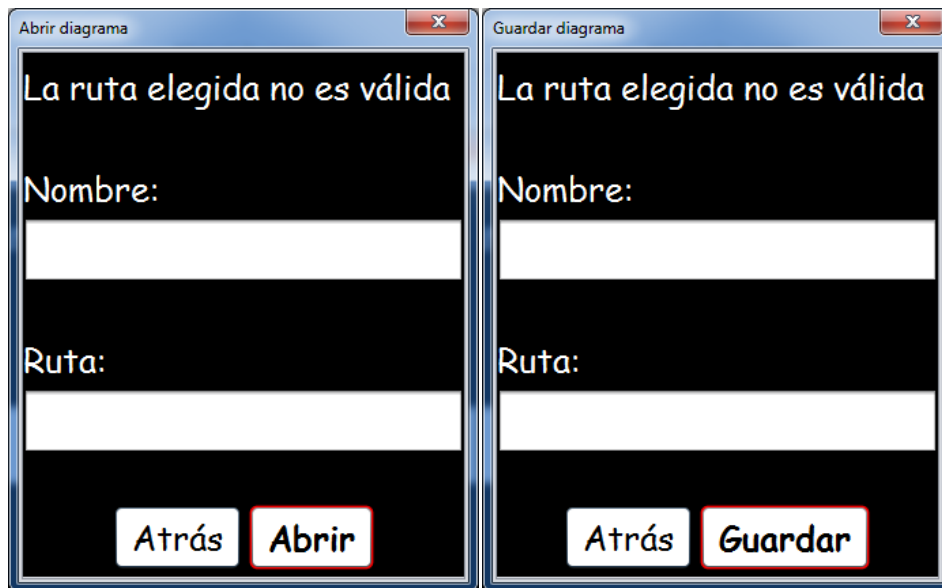 Abrir diagrama
La ruta elegida no es válida
Nombre:
Ruta:
Atrás Abrir
Guardar diagrama
La ruta elegida no es válida
Nombre:
Ruta:
Atrás Guardar